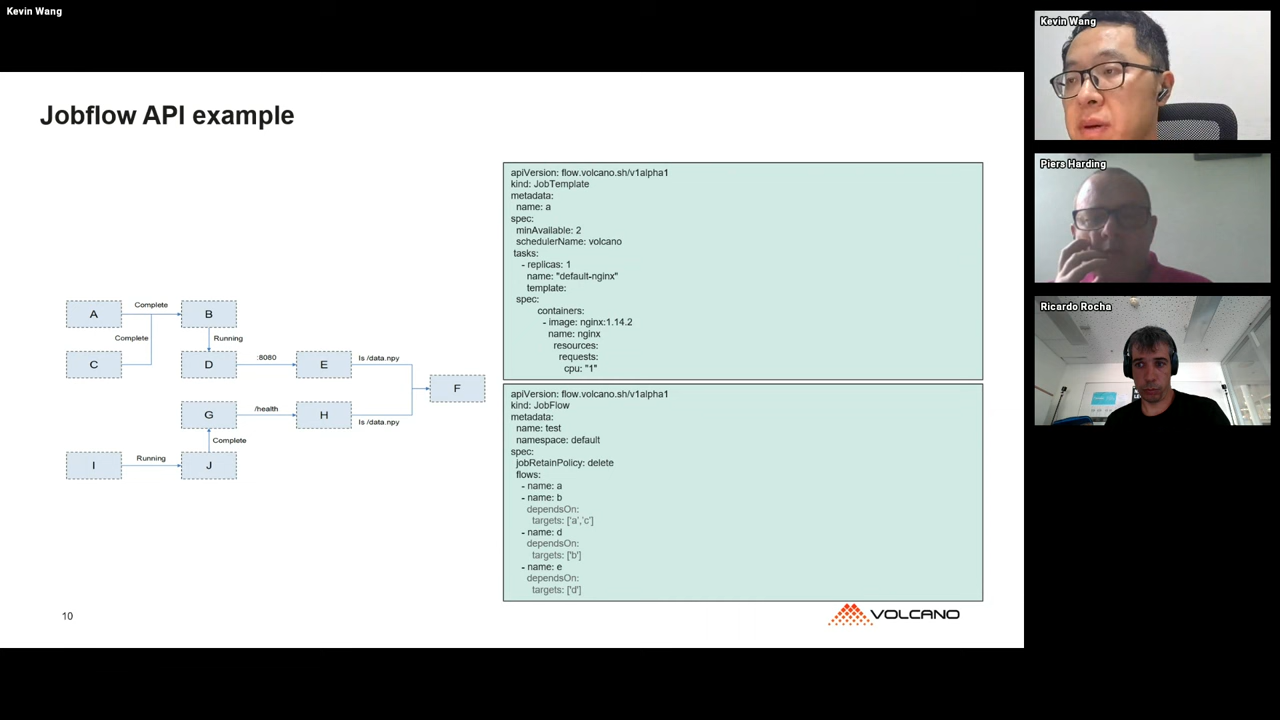 Kevin Wang
Kevin Wang
Piers Harding
Ricardo Rocha
Jobflow API example
A
Complete
B
Complete
Running
C
D
:8080
E
ls /data.npy
F
G
/health
H
ls /data.npy
Complete
I
Running
J
apiVersion: flow.volcano.sh/v1alpha1
kind: JobTemplate
metadata:
name: a
spec:
minAvailable: 2
schedulerName: volcano
tasks:
- replicas: 1
name: "default-nginx"
template:
spec:
containers:
- image: nginx:1.14.2
name: nginx
resources:
requests:
cpu: "1"
apiVersion: flow.volcano.sh/v1alpha1
kind: JobFlow
metadata:
name: test
namespace: default
spec:
jobRetainPolicy: delete
flows:
- name: a
- name: b
dependsOn:
targets: ['a','c']
- name: d
dependsOn:
targets: ['b']
- name: e
dependsOn:
targets: ['d']
10
VOLCANO